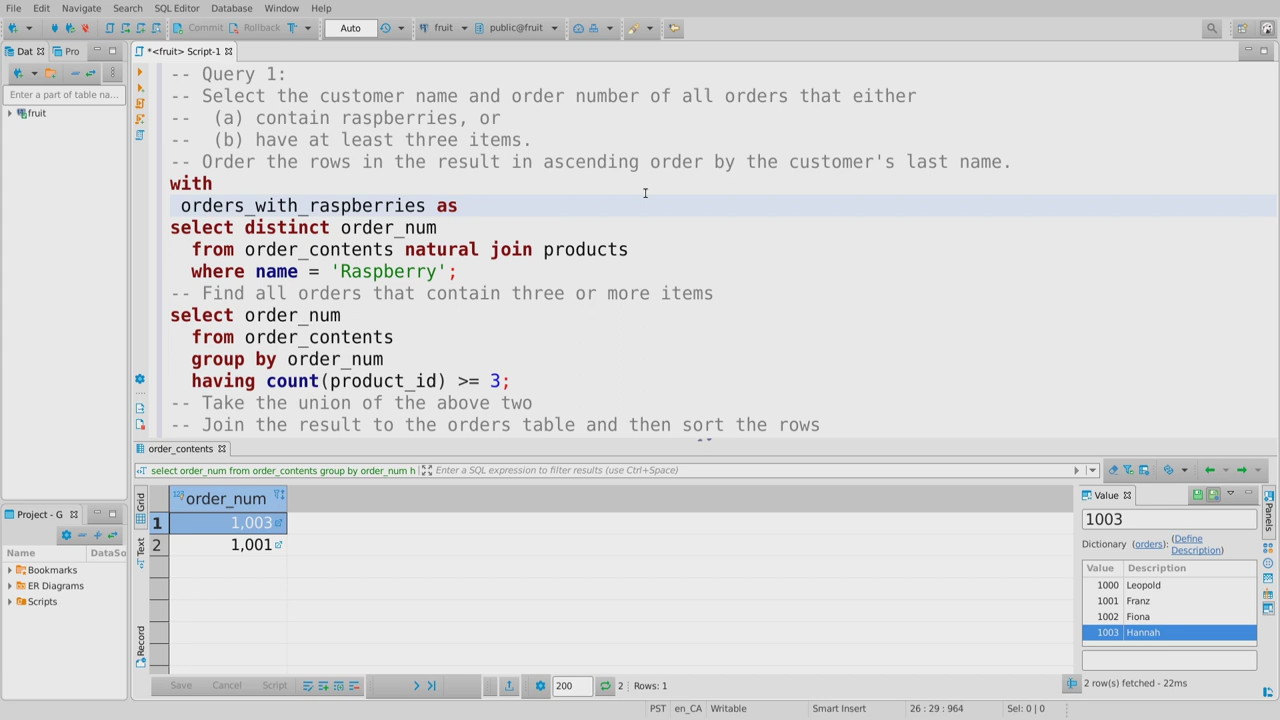 File Edit Navigate Search SQL Editor Database Window Help
Commit Rollback Auto fruit public@fruit
Dat Pro *<fruit> Script-1
Enter a part of table na...
fruit
-- Query 1:
-- Select the customer name and order number of all orders that either
-- (a) contain raspberries, or
-- (b) have at least three items.
-- Order the rows in the result in ascending order by the customer's last name.
with
orders_with_raspberries as
select distinct order_num
from order_contents natural join products
where name = 'Raspberry';
-- Find all orders that contain three or more items
select order_num
from order_contents
group by order_num
having count(product_id) >= 3;
-- Take the union of the above two
-- Join the result to the orders table and then sort the rows
order_contents
select order_num from order_contents group by order_num h
Enter a SQL expression to filter results (use Ctrl+Space)
Grid
Text
Record
123 order_num
1 1,003
2 1,001
Value
1003
Dictionary (orders): (Define Description)
Value Description
1000 Leopold
1001 Franz
1002 Fiona
1003 Hannah
Panels
Project - G
Name DataSo
Bookmarks
ER Diagrams
Scripts
Save Cancel Script 200 2 Rows: 1
2 row(s) fetched - 22ms
PST en_CA Writable Smart Insert 26 : 29 : 964 Sel: 0 | 0